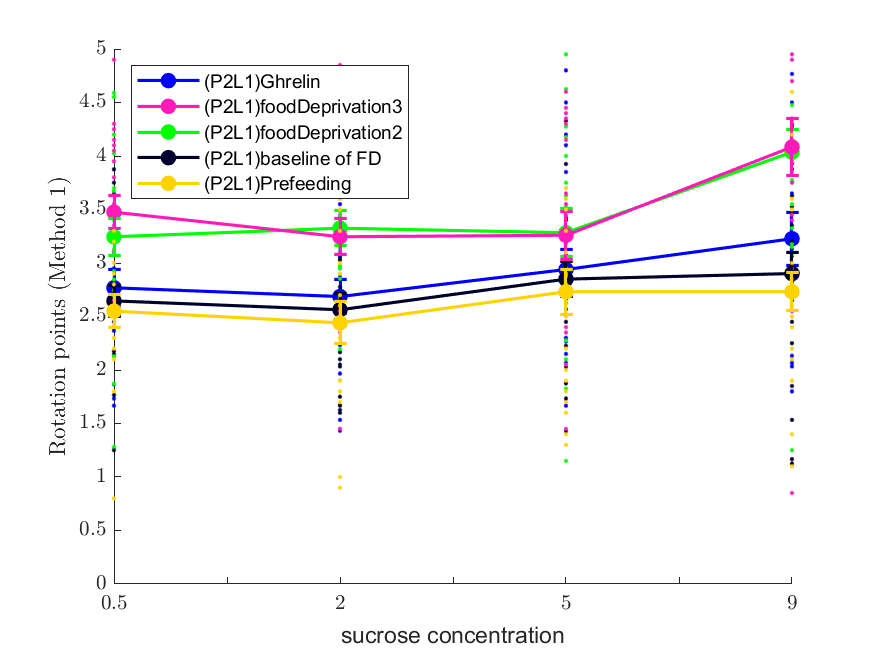 5
4.5
4
3.5
3
2.5
2
1.5
1
0.5
0
Rotation points (Method 1)
(P2L1)Ghrelin
(P2L1)foodDeprivation3
(P2L1)foodDeprivation2
(P2L1)baseline of FD
(P2L1)Prefeeding
0.5
2
5
9
sucrose concentration